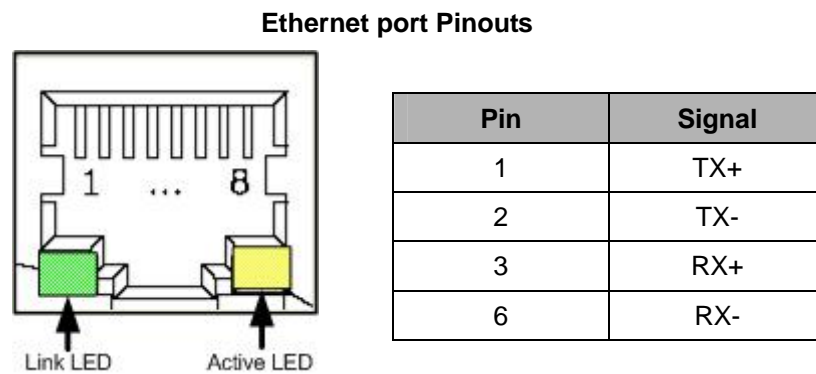 Ethernet port Pinouts
1 ... 8
Link LED Active LED
Pin Signal
1 TX+
2 TX-
3 RX+
6 RX-